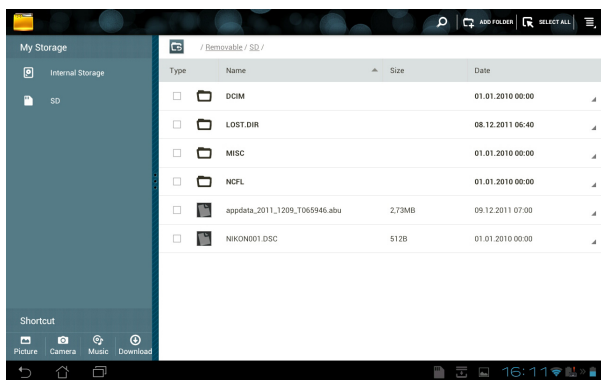 ADD FOLDER SELECT ALL
My Storage
/ Removable / SD /
Internal Storage
SD
Type Name Size Date
DCIM 01.01.2010 00:00
LOST.DIR 08.12.2011 06:40
MISC 01.01.2010 00:00
NCFL 01.01.2010 00:00
appdata_2011_1209_T065946.abu 2,73MB 09.12.2011 07:00
NIKON001.DSC 512B 01.01.2010 00:00
Shortcut
Picture Camera Music Download
16:11